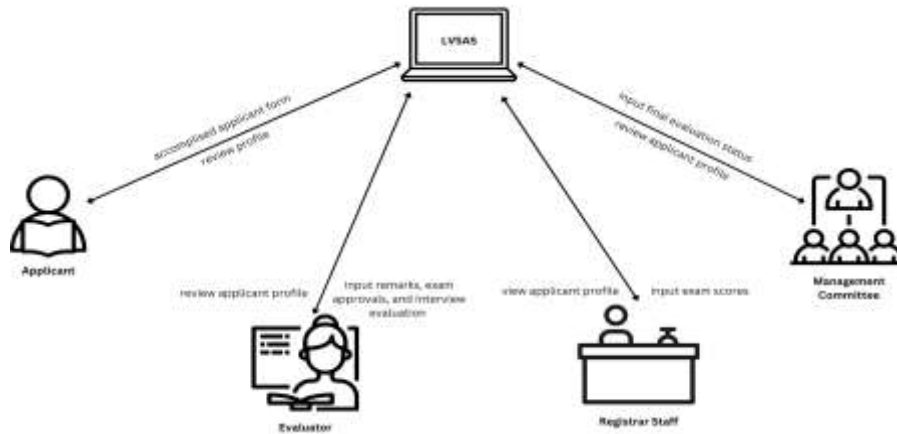 LVSAS
accomplised applicant form
review profile
input final evaluation status
review applicant profile
Applicant
review applicant profile
Input remarks, exam
approvals, and interview
evaluation
view applicant profile
input exam scores
Management
Committee
Evaluator
Registrar Staff